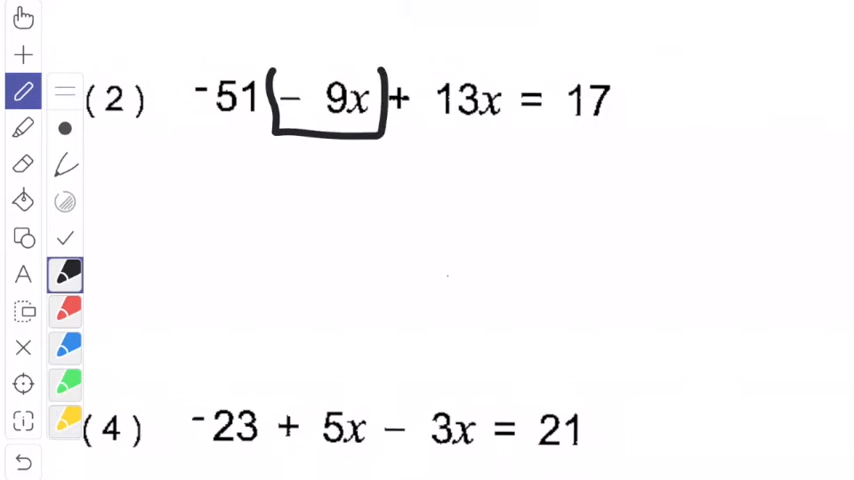 (2) ⁻51 − 9x + 13x = 17
A
(4) ⁻23 + 5x − 3x = 21